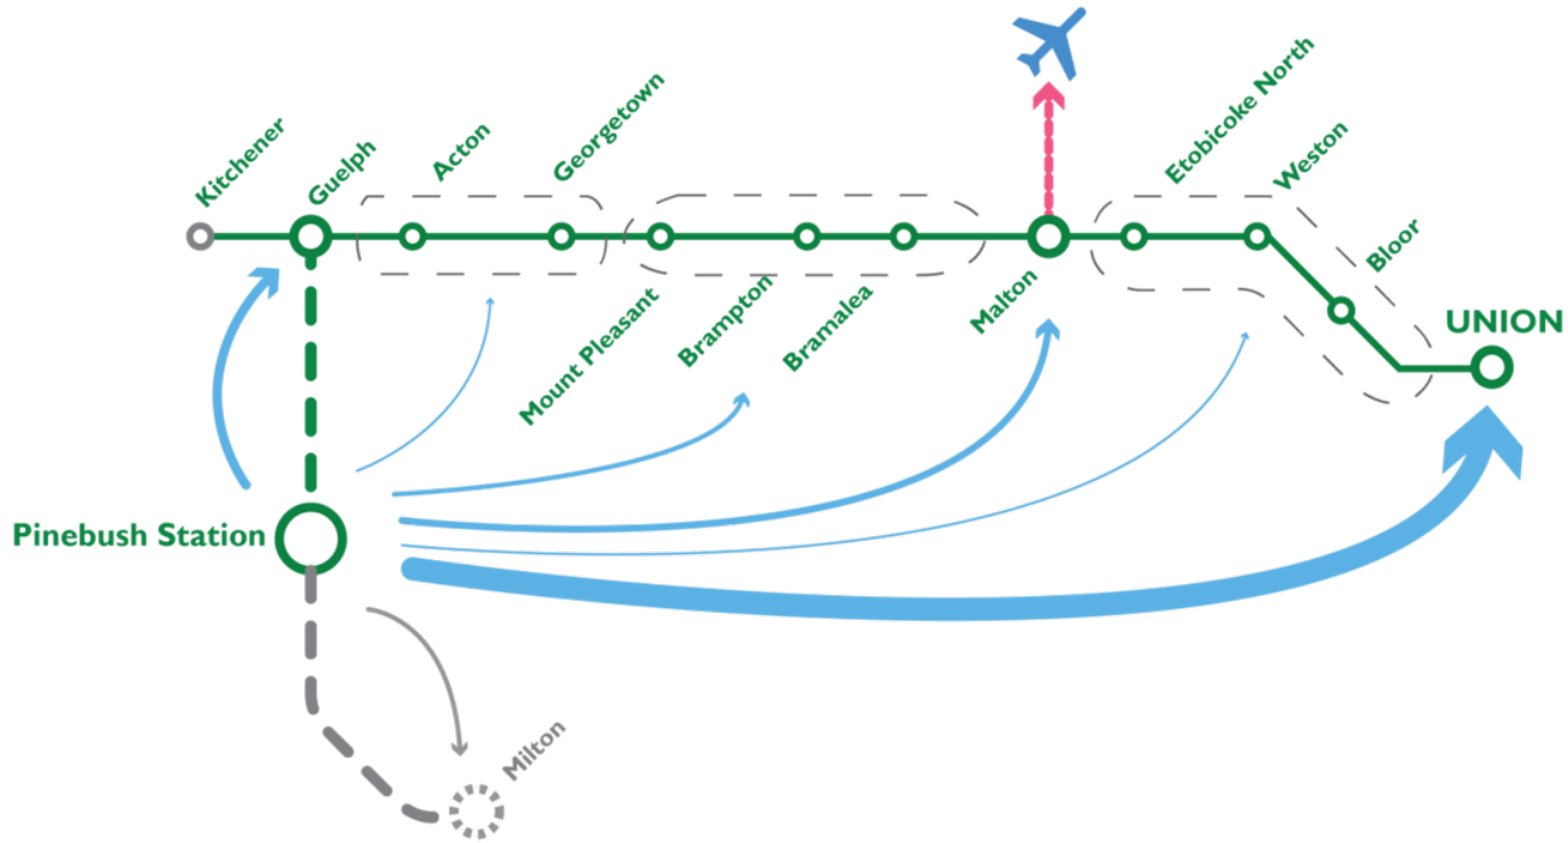 Kitchener
Guelph
Acton
Georgetown
Mount Pleasant
Brampton
Bramalea
Malton
Etobicoke North
Weston
Bloor
UNION
Pinebush Station
Milton